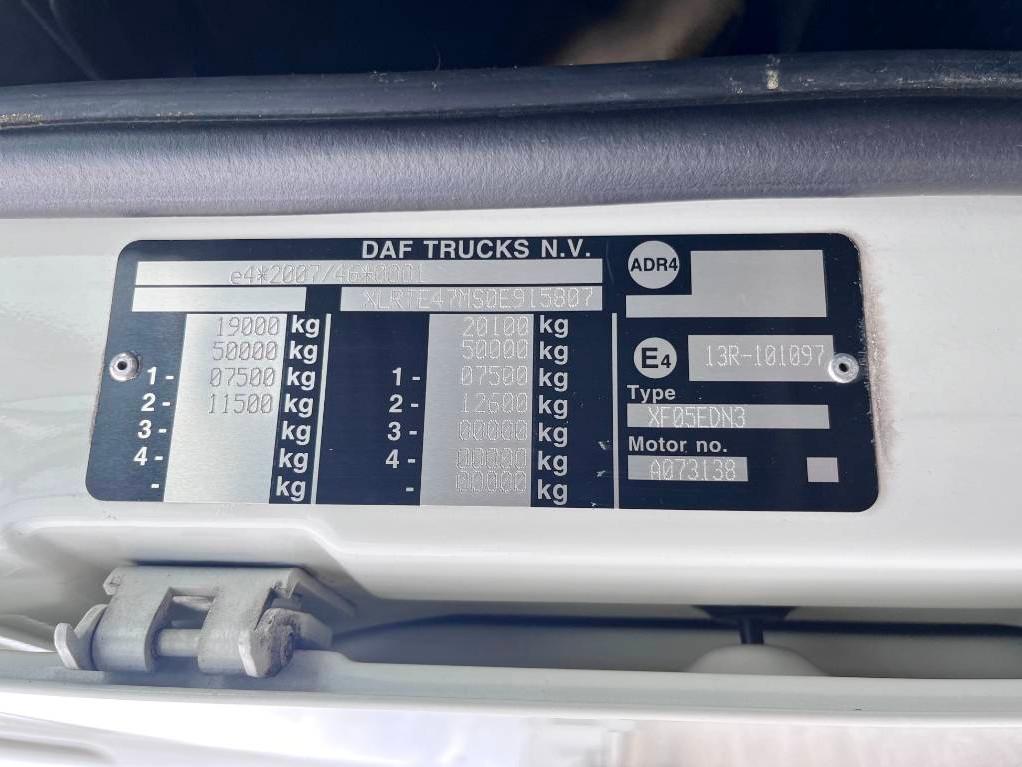 DAF TRUCKS N.V.
e4*2007/46*0001
XLRTE47MS0E915807
19000 kg 20100 kg
50000 kg 50000 kg
1- 07500 kg 1- 07500 kg
2- 11500 kg 2- 12600 kg
3- kg 3- 00000 kg
4- kg 4- 00000 kg
- kg - 00000 kg
ADR4
E4 13R-101097
Type
XF05EDN3
Motor no.
A073138